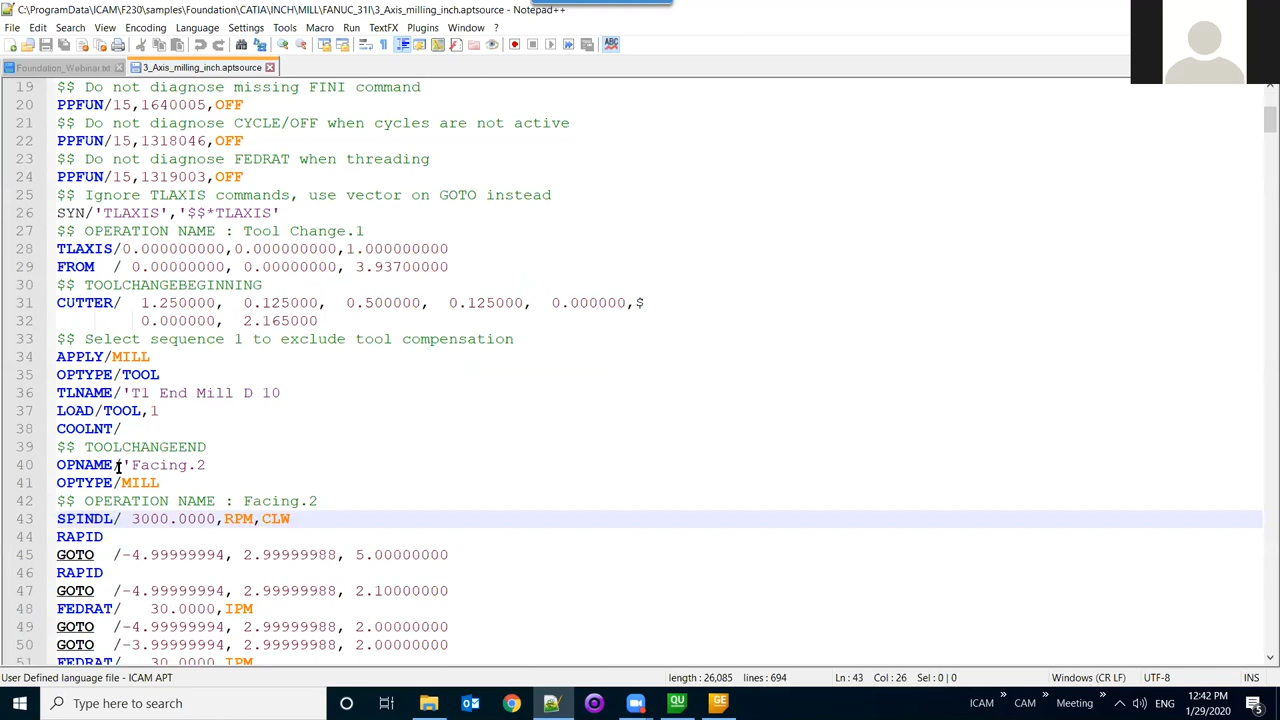 C:\ProgramData\ICAM\F230\samples\Foundation\CATIA\INCH\MILL\FANUC_31I\3_Axis_milling_inch.aptsource - Notepad++
File Edit Search View Encoding Language Settings Tools Macro Run TextFX Plugins Window ?
Foundation_Webinar.txt 3_Axis_milling_inch.aptsource
19 $$ Do not diagnose missing FINI command
20 PPFUN/15,1640005,OFF
21 $$ Do not diagnose CYCLE/OFF when cycles are not active
22 PPFUN/15,1318046,OFF
23 $$ Do not diagnose FEDRAT when threading
24 PPFUN/15,1319003,OFF
25 $$ Ignore TLAXIS commands, use vector on GOTO instead
26 SYN/'TLAXIS','$$*TLAXIS'
27 $$ OPERATION NAME : Tool Change.1
28 TLAXIS/0.000000000,0.000000000,1.000000000
29 FROM / 0.00000000, 0.00000000, 3.93700000
30 $$ TOOLCHANGEBEGINNING
31 CUTTER/ 1.250000, 0.125000, 0.500000, 0.125000, 0.000000,$
32 0.000000, 2.165000
33 $$ Select sequence 1 to exclude tool compensation
34 APPLY/MILL
35 OPTYPE/TOOL
36 TLNAME/'T1 End Mill D 10
37 LOAD/TOOL,1
38 COOLNT/
39 $$ TOOLCHANGEEND
40 OPNAME/'Facing.2
41 OPTYPE/MILL
42 $$ OPERATION NAME : Facing.2
43 SPINDL/ 3000.0000,RPM,CLW
44 RAPID
45 GOTO /-4.99999994, 2.99999988, 5.00000000
46 RAPID
47 GOTO /-4.99999994, 2.99999988, 2.10000000
48 FEDRAT/ 30.0000,IPM
49 GOTO /-4.99999994, 2.99999988, 2.00000000
50 GOTO /-3.99999994, 2.99999988, 2.00000000
51 FEDRAT/ 30.0000,IPM
User Defined language file - ICAM APT length : 26,085 lines : 694 Ln : 43 Col : 26 Sel : 0 | 0 Windows (CR LF) UTF-8 INS
Type here to search ICAM CAM Meeting ENG 12:42 PM
1/29/2020 5